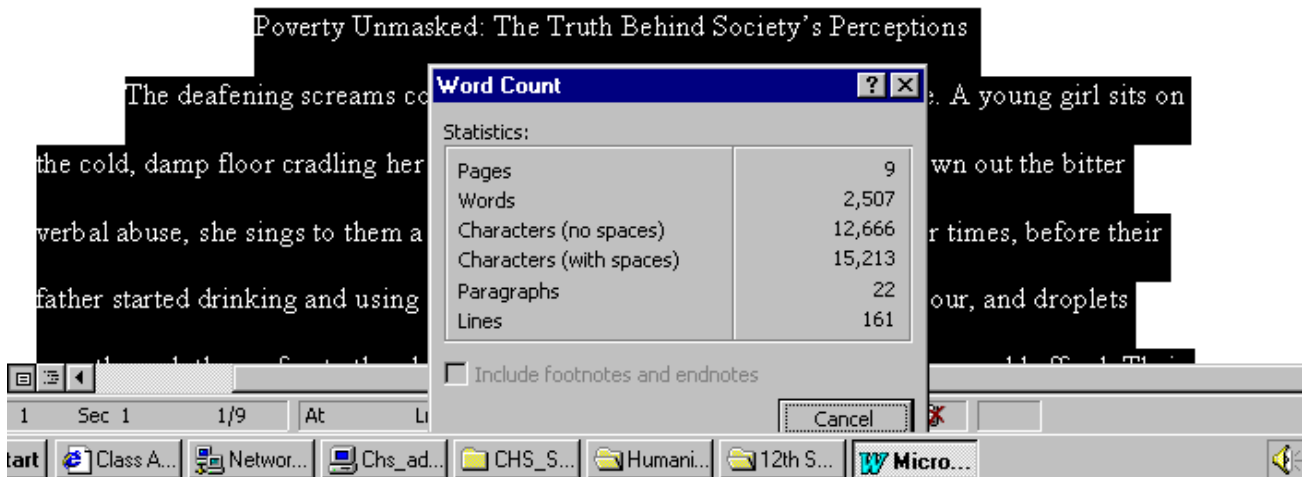 Poverty Unmasked: The Truth Behind Society's Perceptions
The deafening screams co
e. A young girl sits on
the cold, damp floor cradling her
wn out the bitter
verbal abuse, she sings to them a
r times, before their
father started drinking and using
our, and droplets
Word Count
Statistics:
Pages 9
Words 2,507
Characters (no spaces) 12,666
Characters (with spaces) 15,213
Paragraphs 22
Lines 161
Include footnotes and endnotes
Cancel
1 Sec 1 1/9 At L
tart Class A... Networ... Chs_ad... CHS_S... Humani... 12th S... Micro...